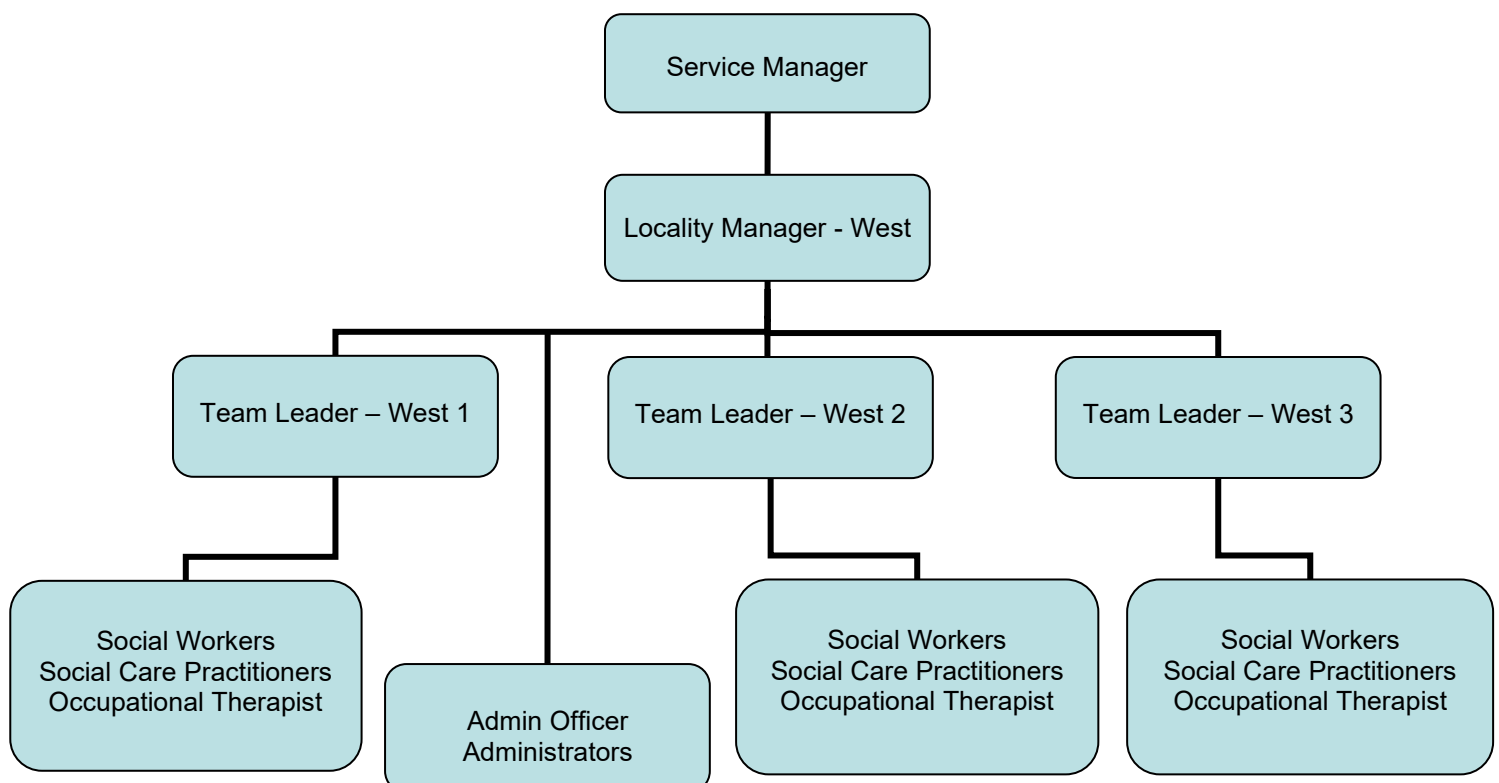 Service Manager
Locality Manager - West
Team Leader – West 1
Team Leader – West 2
Team Leader – West 3
Social Workers
Social Care Practitioners
Occupational Therapist
Admin Officer
Administrators
Social Workers
Social Care Practitioners
Occupational Therapist
Social Workers
Social Care Practitioners
Occupational Therapist